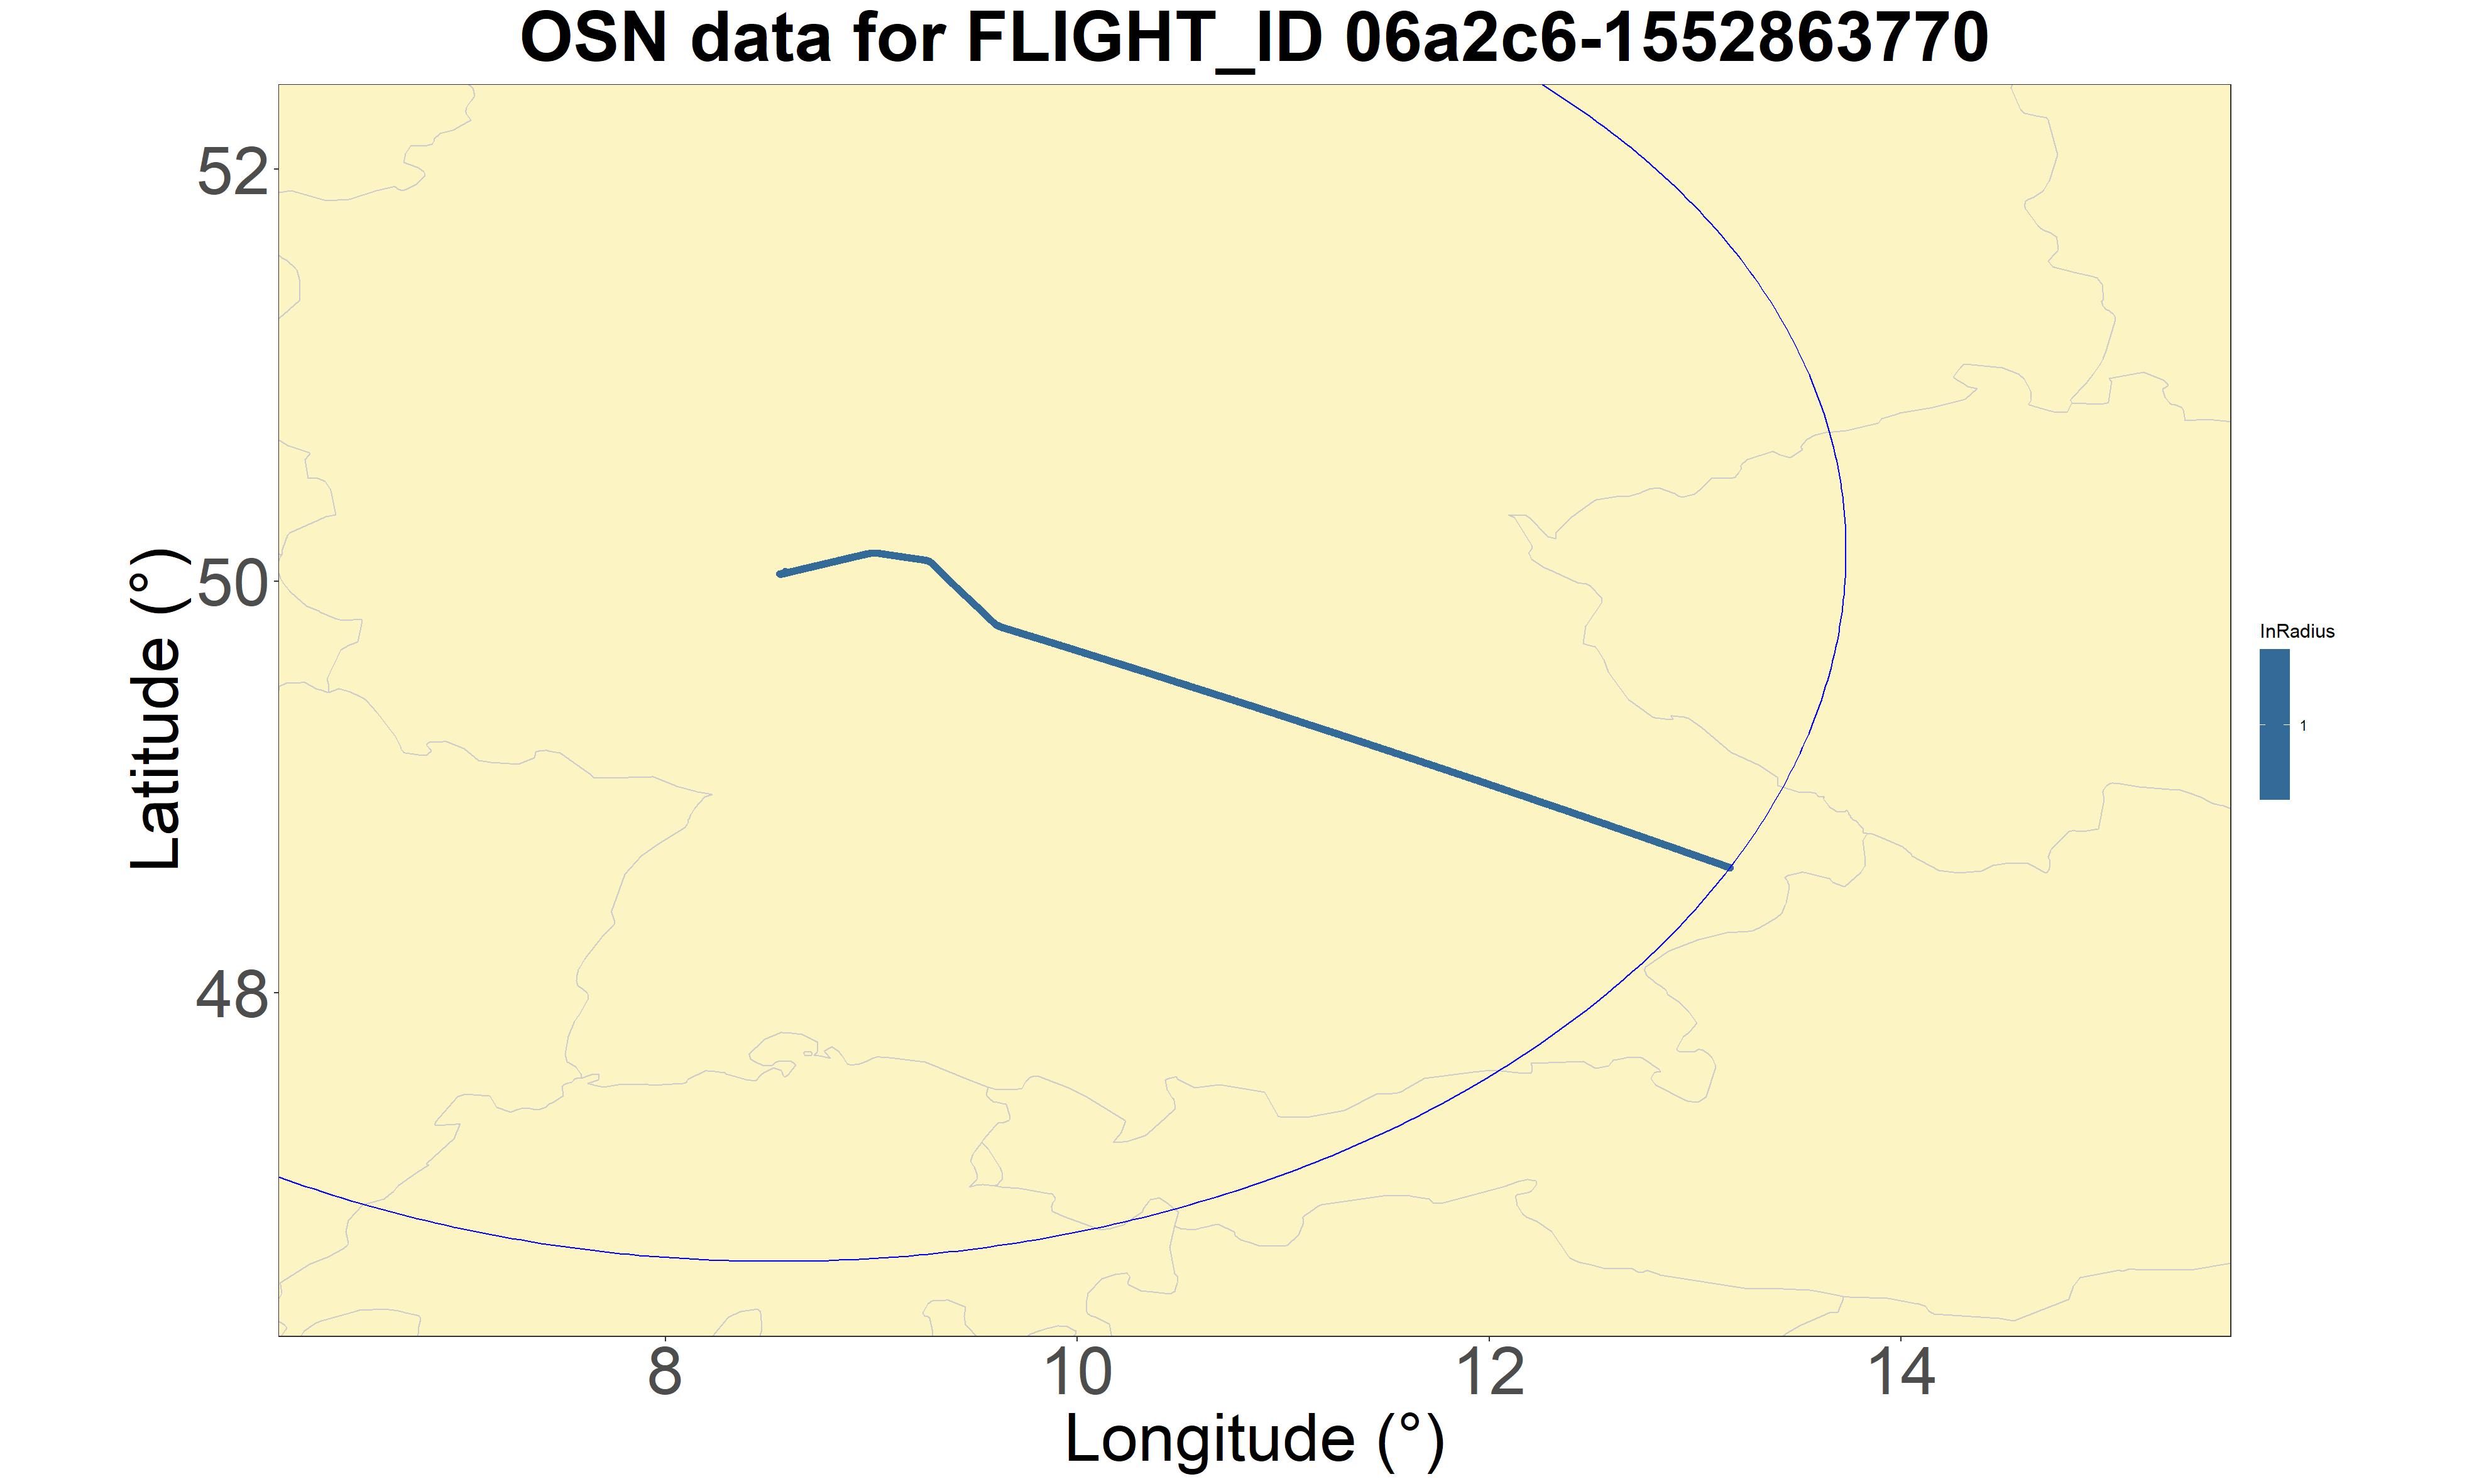 OSN data for FLIGHT_ID 06a2c6-1552863770
52
50
48
Latitude (°)
8
10
12
14
Longitude (°)
InRadius
1